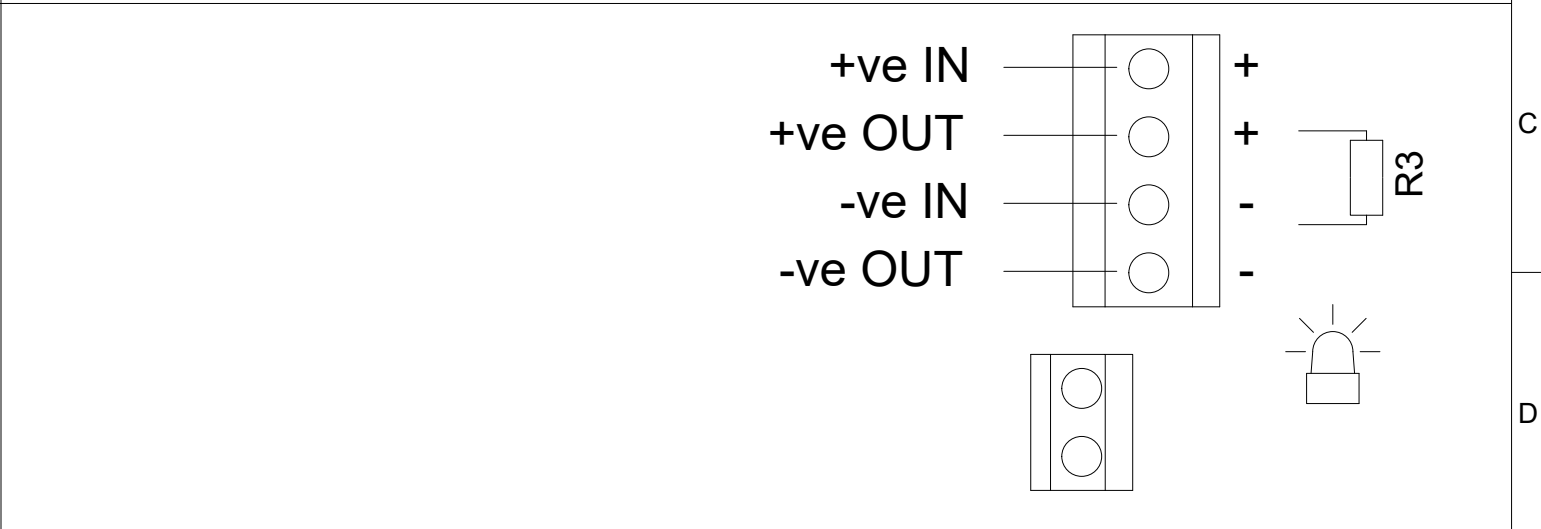 +ve IN +
+ve OUT +
-ve IN -
-ve OUT -
R3
C
D